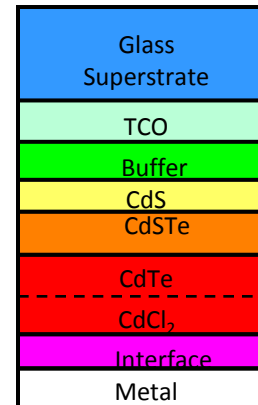 Glass
Superstrate
TCO
Buffer
CdS
CdSTe
CdTe
CdCl₂
Interface
Metal